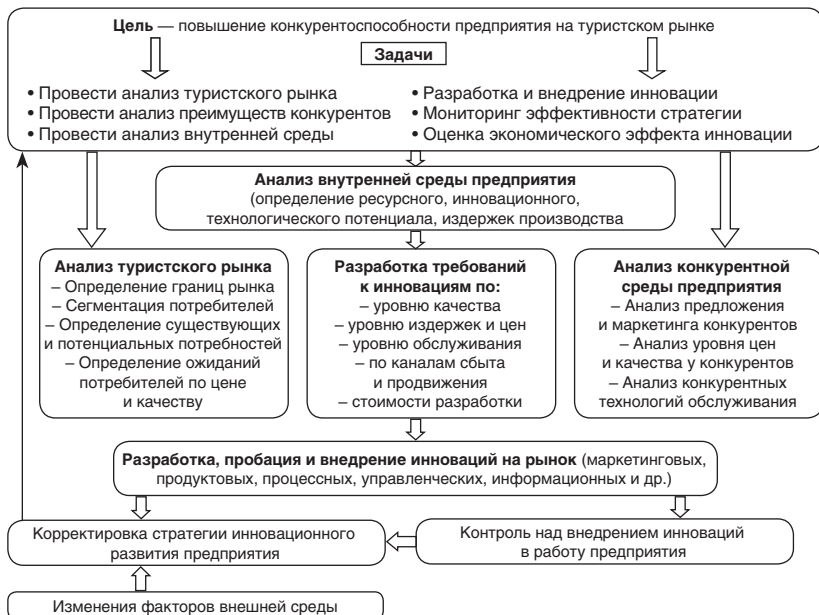 Цель — повышение конкурентоспособности предприятия на туристском рынке
Задачи
• Провести анализ туристского рынка
• Провести анализ преимуществ конкурентов
• Провести анализ внутренней среды
• Разработка и внедрение инновации
• Мониторинг эффективности стратегии
• Оценка экономического эффекта инновации
Анализ внутренней среды предприятия
(определение ресурсного, инновационного,
технологического потенциала, издержек производства
Анализ туристского рынка
– Определение границ рынка
– Сегментация потребителей
– Определение существующих
и потенциальных потребностей
– Определение ожиданий
потребителей по цене
и качеству
Разработка требований
к инновациям по:
– уровню качества
– уровню издержек и цен
– уровню обслуживания
– по каналам сбыта
и продвижения
– стоимости разработки
Анализ конкурентной
среды предприятия
– Анализ предложения
и маркетинга конкурентов
– Анализ уровня цен
и качества у конкурентов
– Анализ конкурентных
технологий обслуживания
Разработка, пробация и внедрение инноваций на рынок (маркетинговых,
продуктовых, процессных, управленческих, информационных и др.)
Корректировка стратегии инновационного
развития предприятия
Контроль над внедрением инноваций
в работу предприятия
Изменения факторов внешней среды